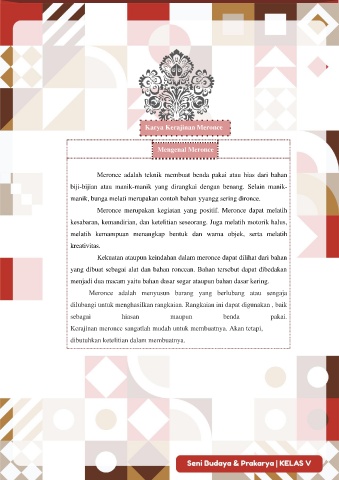 Karya Kerajinan Meronce
Mengenal Meronce
Meronce adalah teknik membuat benda pakai atau hias dari bahan
biji-bijian atau manik-manik yang dirangkai dengan benang. Selain manik-
manik, bunga melati merupakan contoh bahan yyangg sering dironce.
Meronce merupakan kegiatan yang positif. Meronce dapat melatih
kesabaran, kemandirian, dan ketelitian seseorang. Juga melatih motorik halus,
melatih kemampuan menangkap bentuk dan warna objek, serta melatih
kreativitas.
Kekuatan ataupun keindahan dalam meronce dapat dilihat dari bahan
yang dibuat sebagai alat dan bahan roncean. Bahan tersebut dapat dibedakan
menjadi dua macam yaitu bahan dasar segar ataupun bahan dasar kering.
Meronce adalah menyusun barang yang berlubang atau sengaja
dilubangi untuk menghasilkan rangkaian. Rangkaian ini dapat digunakan , baik
sebagai hiasan maupun benda pakai.
Kerajinan meronce sangatlah mudah untuk membuatnya. Akan tetapi,
dibutuhkan ketelitian dalam membuatnya.
Seni Budaya & Prakarya | KELAS V